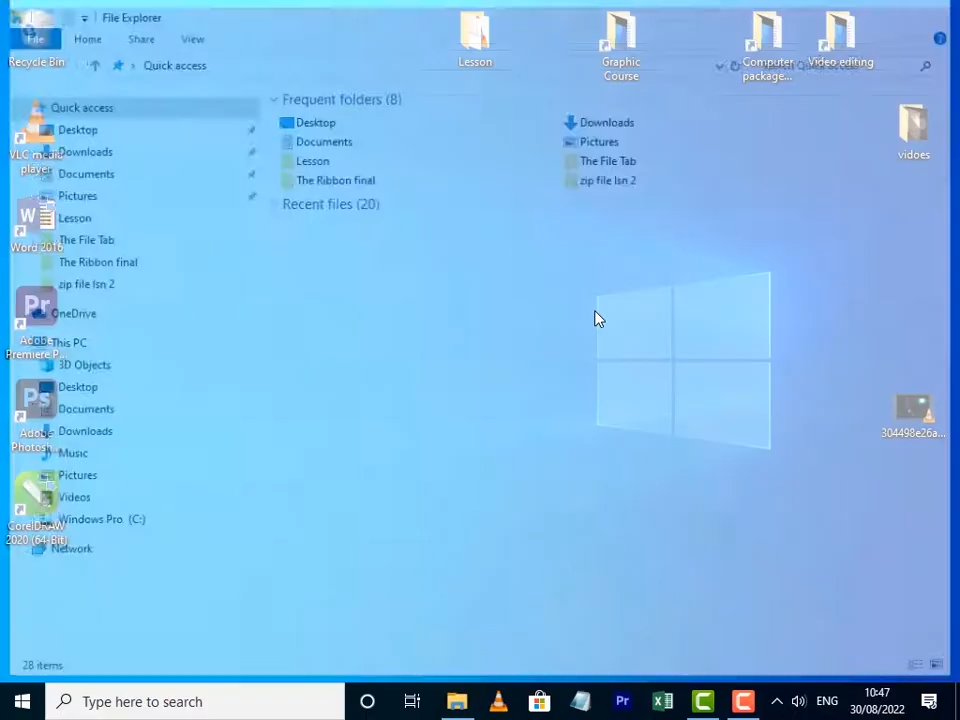 File Explorer
File Home Share View
Recycle Bin
Quick access
Lesson
Graphic
Course
Computer
package...
Video editing
vidoes
304498e26a...
VLC media
player
Word 2016
Adobe
Premiere P...
Adobe
Photosh...
CorelDRAW
2020 (64-Bit)
Quick access
Desktop
Downloads
Documents
Pictures
Lesson
The File Tab
The Ribbon final
zip file lsn 2
OneDrive
This PC
3D Objects
Desktop
Documents
Downloads
Music
Pictures
Videos
Windows Pro (C:)
Network
Frequent folders (8)
Desktop
Downloads
Documents
Pictures
Lesson
The File Tab
The Ribbon final
zip file lsn 2
Recent files (20)
28 items
Type here to search
Pr
ENG
10:47
30/08/2022